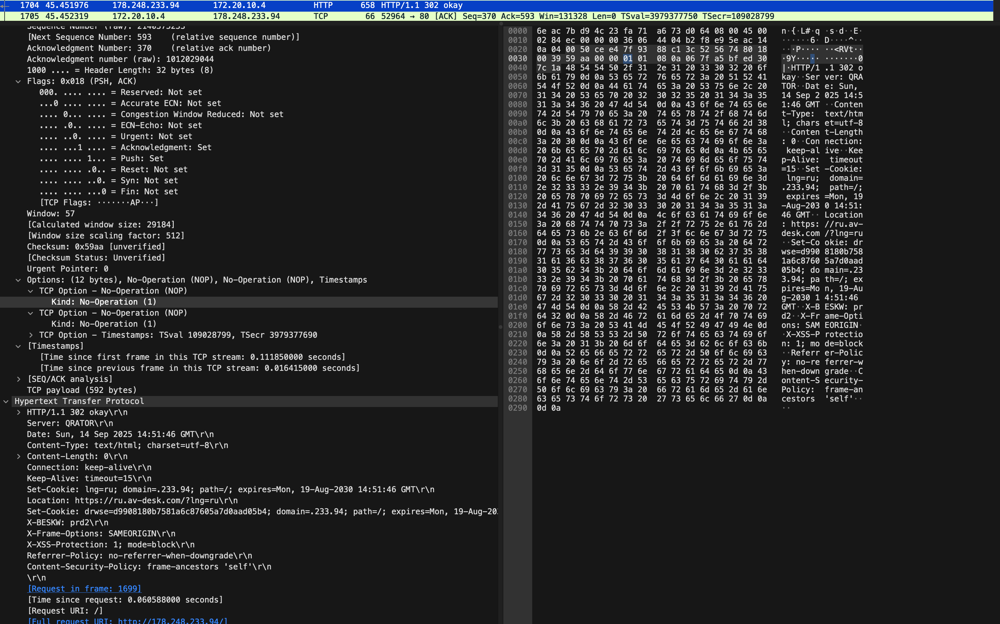 1704 45.451976 178.248.233.94 172.20.10.4 HTTP 658 HTTP/1.1 302 okay
1705 45.452319 172.20.10.4 178.248.233.94 TCP 66 52964 → 80 [ACK] Seq=370 Ack=593 Win=131328 Len=0 TSval=3979377750 TSecr=109028799
Sequence Number (raw): 2140375233
[Next Sequence Number: 593 (relative sequence number)]
Acknowledgment Number: 370 (relative ack number)
Acknowledgment number (raw): 1012029044
1000 .... = Header Length: 32 bytes (8)
Flags: 0x018 (PSH, ACK)
000. .... .... = Reserved: Not set
...0 .... .... = Accurate ECN: Not set
.... 0... .... = Congestion Window Reduced: Not set
.... .0.. .... = ECN-Echo: Not set
.... ..0. .... = Urgent: Not set
.... ...1 .... = Acknowledgment: Set
.... .... 1... = Push: Set
.... .... .0.. = Reset: Not set
.... .... ..0. = Syn: Not set
.... .... ...0 = Fin: Not set
[TCP Flags: ·······AP···]
Window: 57
[Calculated window size: 29184]
[Window size scaling factor: 512]
Checksum: 0x59aa [unverified]
[Checksum Status: Unverified]
Urgent Pointer: 0
Options: (12 bytes), No-Operation (NOP), No-Operation (NOP), Timestamps
TCP Option - No-Operation (NOP)
Kind: No-Operation (1)
TCP Option - No-Operation (NOP)
Kind: No-Operation (1)
TCP Option - Timestamps: TSval 109028799, TSecr 3979377690
[Timestamps]
[Time since first frame in this TCP stream: 0.111850000 seconds]
[Time since previous frame in this TCP stream: 0.016415000 seconds]
[SEQ/ACK analysis]
TCP payload (592 bytes)
Hypertext Transfer Protocol
HTTP/1.1 302 okay\r\n
Server: QRATOR\r\n
Date: Sun, 14 Sep 2025 14:51:46 GMT\r\n
Content-Type: text/html; charset=utf-8\r\n
Content-Length: 0\r\n
Connection: keep-alive\r\n
Keep-Alive: timeout=15\r\n
Set-Cookie: lng=ru; domain=.233.94; path=/; expires=Mon, 19-Aug-2030 14:51:46 GMT\r\n
Location: https://ru.av-desk.com/?lng=ru\r\n
Set-Cookie: drwse=d9908180b7581a6c87605a7d0aad05b4; domain=.233.94; path=/; expires=Mon, 19-Aug-20
X-BESKW: prd2\r\n
X-Frame-Options: SAMEORIGIN\r\n
X-XSS-Protection: 1; mode=block\r\n
Referrer-Policy: no-referrer-when-downgrade\r\n
Content-Security-Policy: frame-ancestors 'self'\r\n
\r\n
[Request in frame: 1699]
[Time since request: 0.060588000 seconds]
[Request URI: /]
[Full request URI: http://178.248.233.94/]
0000 6e ac 7b d9 4c 23 fa 71 a6 73 d0 64 08 00 45 00 n·{·L#·q ·s·d··E·
0010 02 84 ec 00 00 00 36 06 44 04 b2 f8 e9 5e ac 14 ······6· D····^··
0020 0a 04 00 50 ce e4 7f 93 88 c1 3c 52 56 74 80 18 ···P···· ··<RVt··
0030 00 39 59 aa 00 00 01 01 08 0a 06 7f a5 bf ed 30 ·9Y····· ·······0
0040 7c 1a 48 54 54 50 2f 31 2e 31 20 33 30 32 20 6f |·HTTP/1 .1 302 o
0050 6b 61 79 0d 0a 53 65 72 76 65 72 3a 20 51 52 41 kay··Ser ver: QRA
0060 54 4f 52 0d 0a 44 61 74 65 3a 20 53 75 6e 2c 20 TOR··Dat e: Sun,
0070 31 34 20 53 65 70 20 32 30 32 35 20 31 34 3a 35 14 Sep 2 025 14:5
0080 31 3a 34 36 20 47 4d 54 0d 0a 43 6f 6e 74 65 6e 1:46 GMT ··Conten
0090 74 2d 54 79 70 65 3a 20 74 65 78 74 2f 68 74 6d t-Type: text/htm
00a0 6c 3b 20 63 68 61 72 73 65 74 3d 75 74 66 2d 38 l; chars et=utf-8
00b0 0d 0a 43 6f 6e 74 65 6e 74 2d 4c 65 6e 67 74 68 ··Conten t-Length
00c0 3a 20 30 0d 0a 43 6f 6e 6e 65 63 74 69 6f 6e 3a : 0··Con nection:
00d0 20 6b 65 65 70 2d 61 6c 69 76 65 0d 0a 4b 65 65 keep-al ive··Kee
00e0 70 2d 41 6c 69 76 65 3a 20 74 69 6d 65 6f 75 74 p-Alive: timeout
00f0 3d 31 35 0d 0a 53 65 74 2d 43 6f 6f 6b 69 65 3a =15··Set -Cookie:
0100 20 6c 6e 67 3d 72 75 3b 20 64 6f 6d 61 69 6e 3d lng=ru; domain=
0110 2e 32 33 33 2e 39 34 3b 20 70 61 74 68 3d 2f 3b .233.94; path=/;
0120 20 65 78 70 69 72 65 73 3d 4d 6f 6e 2c 20 31 39 expires =Mon, 19
0130 2d 41 75 67 2d 32 30 33 30 20 31 34 3a 35 31 3a -Aug-203 0 14:51:
0140 34 36 20 47 4d 54 0d 0a 4c 6f 63 61 74 69 6f 6e 46 GMT·· Location
0150 3a 20 68 74 74 70 73 3a 2f 2f 72 75 2e 61 76 2d : https: //ru.av-
0160 64 65 73 6b 2e 63 6f 6d 2f 3f 6c 6e 67 3d 72 75 desk.com /?lng=ru
0170 0d 0a 53 65 74 2d 43 6f 6f 6b 69 65 3a 20 64 72 ··Set-Co okie: dr
0180 77 73 65 3d 64 39 39 30 38 31 38 30 62 37 35 38 wse=d990 8180b758
0190 31 61 36 63 38 37 36 30 35 61 37 64 30 61 61 64 1a6c8760 5a7d0aad
01a0 30 35 62 34 3b 20 64 6f 6d 61 69 6e 3d 2e 32 33 05b4; do main=.23
01b0 33 2e 39 34 3b 20 70 61 74 68 3d 2f 3b 20 65 78 3.94; pa th=/; ex
01c0 70 69 72 65 73 3d 4d 6f 6e 2c 20 31 39 2d 41 75 pires=Mo n, 19-Au
01d0 67 2d 32 30 33 30 20 31 34 3a 35 31 3a 34 36 20 g-2030 1 4:51:46
01e0 47 4d 54 0d 0a 58 2d 42 45 53 4b 57 3a 20 70 72 GMT··X-B ESKW: pr
01f0 64 32 0d 0a 58 2d 46 72 61 6d 65 2d 4f 70 74 69 d2··X-Fr ame-Opti
0200 6f 6e 73 3a 20 53 41 4d 45 4f 52 49 47 49 4e 0d ons: SAM EORIGIN·
0210 0a 58 2d 58 53 53 2d 50 72 6f 74 65 63 74 69 6f ·X-XSS-P rotectio
0220 6e 3a 20 31 3b 20 6d 6f 64 65 3d 62 6c 6f 63 6b n: 1; mo de=block
0230 0d 0a 52 65 66 65 72 72 65 72 2d 50 6f 6c 69 63 ··Referr er-Polic
0240 79 3a 20 6e 6f 2d 72 65 66 65 72 72 65 72 2d 77 y: no-re ferrer-w
0250 68 65 6e 2d 64 6f 77 6e 67 72 61 64 65 0d 0a 43 hen-down grade··C
0260 6f 6e 74 65 6e 74 2d 53 65 63 75 72 69 74 79 2d ontent-S ecurity-
0270 50 6f 6c 69 63 79 3a 20 66 72 61 6d 65 2d 61 6e Policy: frame-an
0280 63 65 73 74 6f 72 73 20 27 73 65 6c 66 27 0d 0a cestors 'self'··
0290 0d 0a ··